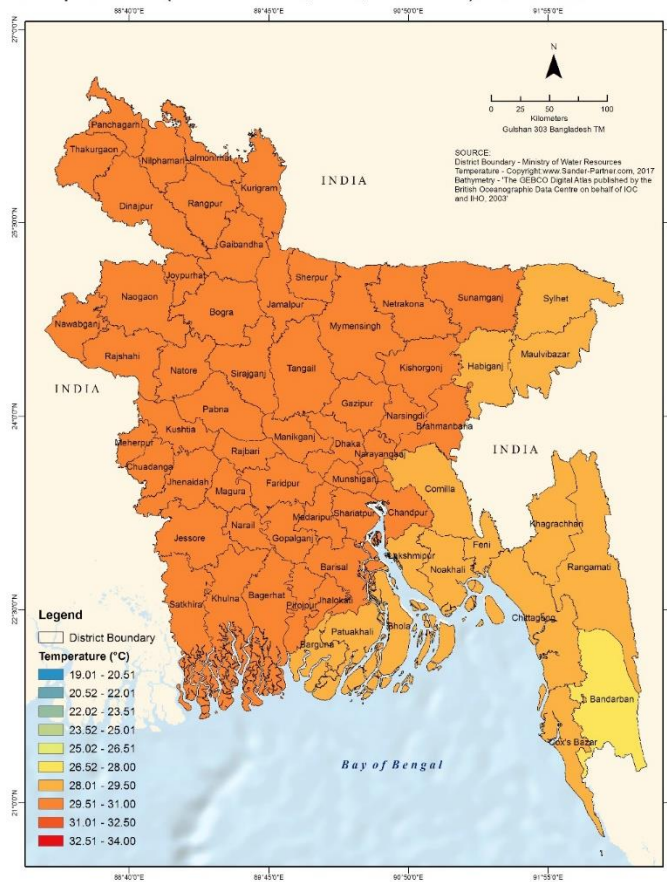 88°40'0"E 89°45'0"E 90°50'0"E 91°55'0"E
27°0'0"N
N
0 25 50 100
Kilometers
Gulshan 303 Bangladesh TM
SOURCE:
District Boundary - Ministry of Water Resources
Temperature - Copyright:www.Sander-Partner.com, 2017
Bathymetry - 'The GEBCO Digital Atlas published by the
British Oceanographic Data Centre on behalf of IOC
and IHO, 2003'
Panchagarh
Thakurgaon
Nilphamari
Lalmonirhat
INDIA
Kurigram
Dinajpur
Rangpur
25°30'0"N
Gaibandha
Joypurhat
Sherpur
Naogaon
Jamalpur
Netrakona
Sunamganj
Sylhet
Bogra
Mymensingh
Nawabganj
Rajshahi
Maulvibazar
Habiganj
Natore
Sirajganj
Tangail
Kishorgonj
INDIA
Pabna
Gazipur
Narsingdi
24°0'0"N
Kushtia
Brahmanbaria
Meherpur
Manikganj
Dhaka
Rajbari
Narayanganj
INDIA
Chuadanga
Jhenaidah
Faridpur
Munshiganj
Comilla
Magura
Khagrachhari
Shariatpur
Chandpur
Madaripur
Narail
Jessore
Gopalganj
Feni
Lakshmipur
Rangamati
Barisal
Noakhali
Satkhira
Khulna
Bagerhat
Pirojpur
Jhalokati
22°30'0"N
Legend
Chittagong
Patuakhali
Bhola
District Boundary
Barguna
Temperature (°C)
19.01 - 20.51
20.52 - 22.01
22.02 - 23.51
23.52 - 25.01
25.02 - 26.51
26.52 - 28.00
28.01 - 29.50
29.51 - 31.00
31.01 - 32.50
32.51 - 34.00
Bandarban
Cox's Bazar
Bay of Bengal
21°0'0"N
88°40'0"E 89°45'0"E 90°50'0"E 91°55'0"E